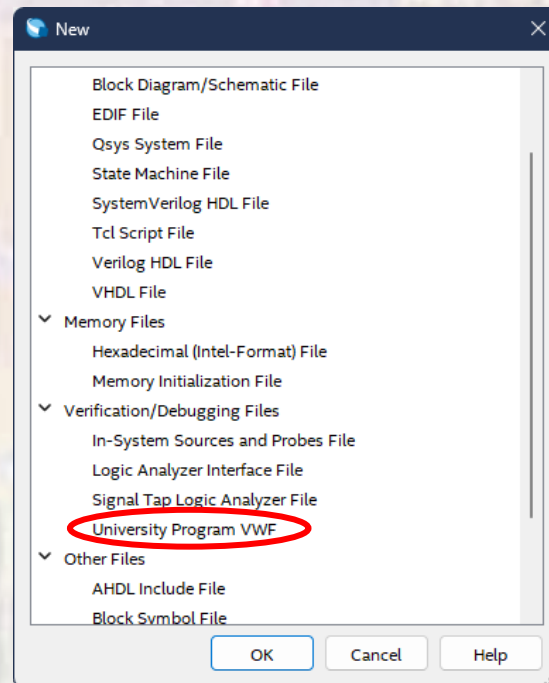 New
Block Diagram/Schematic File
EDIF File
Qsys System File
State Machine File
SystemVerilog HDL File
Tcl Script File
Verilog HDL File
VHDL File
Memory Files
Hexadecimal (Intel-Format) File
Memory Initialization File
Verification/Debugging Files
In-System Sources and Probes File
Logic Analyzer Interface File
Signal Tap Logic Analyzer File
University Program VWF
Other Files
AHDL Include File
Block Symbol File
OK Cancel Help